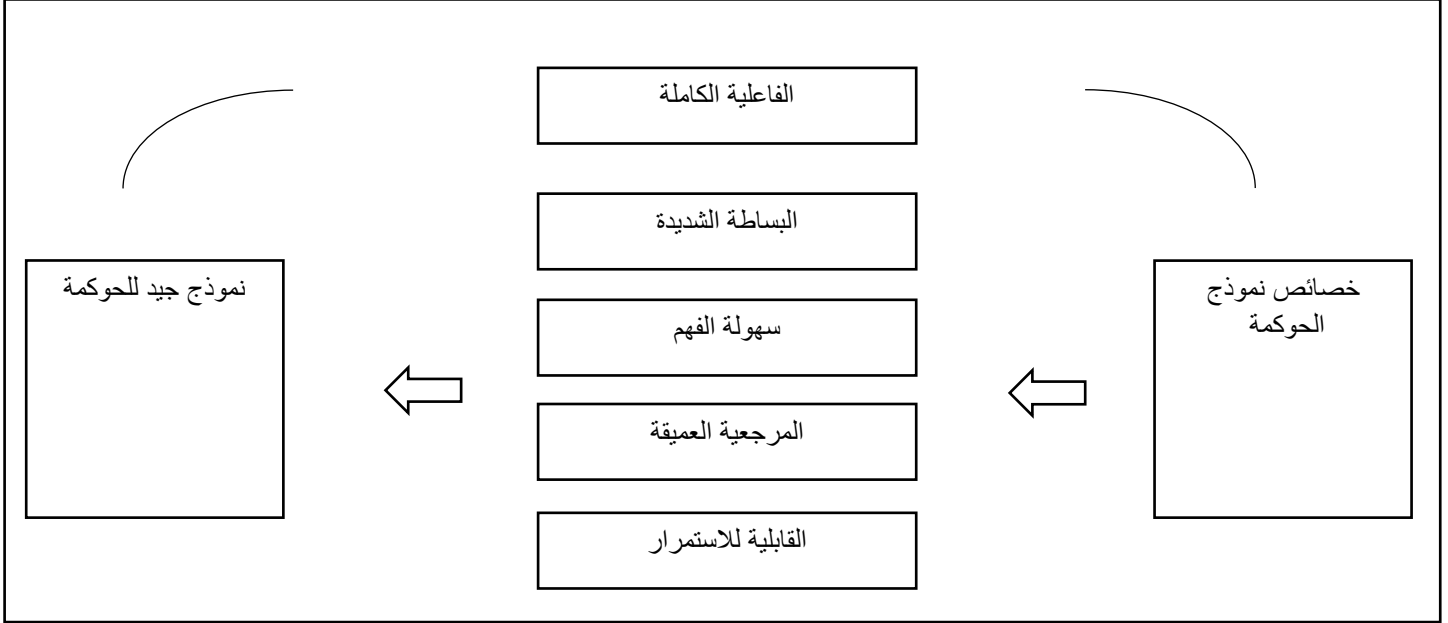 خصائص نموذج
الحوكمة
الفاعلية الكاملة
البساطة الشديدة
سهولة الفهم
المرجعية العميقة
القابلية للاستمرار
نموذج جيد للحوكمة